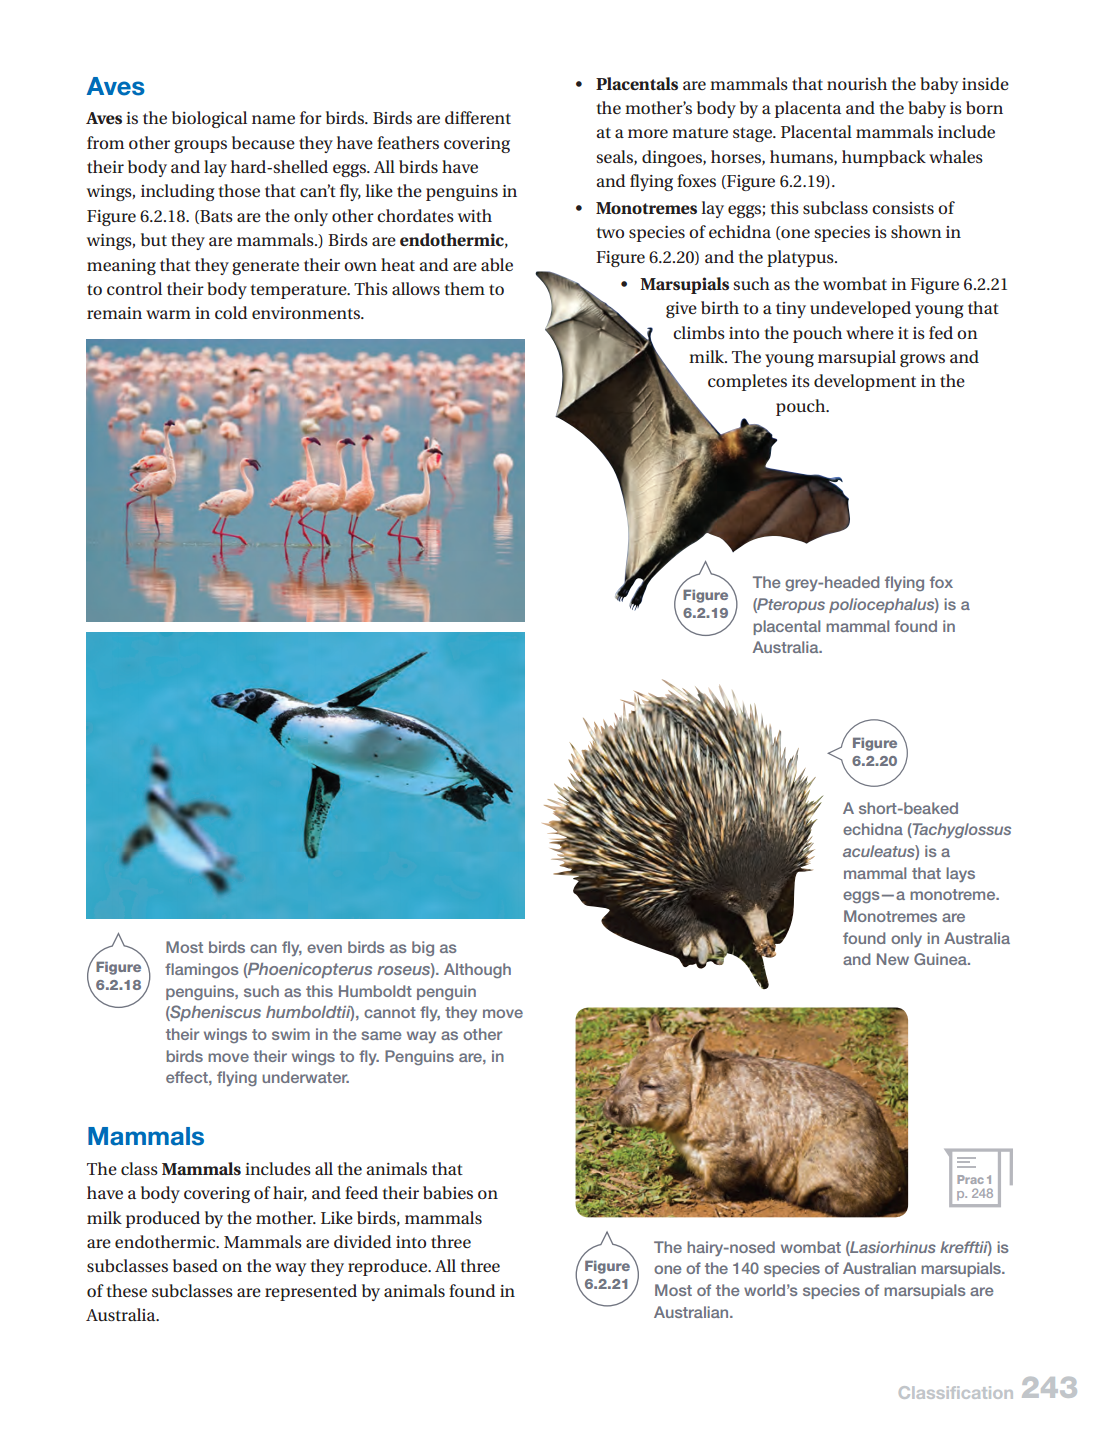 Aves
Aves is the biological name for birds. Birds are different
from other groups because they have feathers covering
their body and lay hard-shelled eggs. All birds have
wings, including those that can't fly, like the penguins in
Figure 6.2.18. (Bats are the only other chordates with
wings, but they are mammals.) Birds are endothermic,
meaning that they generate their own heat and are able
to control their body temperature. This allows them to
remain warm in cold environments.
Figure
6.2.18
Most birds can fly, even birds as big as
flamingos (Phoenicopterus roseus). Although
penguins, such as this Humboldt penguin
(Spheniscus humboldtii), cannot fly, they move
their wings to swim in the same way as other
birds move their wings to fly. Penguins are, in
effect, flying underwater.
Mammals
The class Mammals includes all the animals that
have a body covering of hair, and feed their babies on
milk produced by the mother. Like birds, mammals
are endothermic. Mammals are divided into three
subclasses based on the way they reproduce. All three
of these subclasses are represented by animals found in
Australia.
• Placentals are mammals that nourish the baby inside
the mother's body by a placenta and the baby is born
at a more mature stage. Placental mammals include
seals, dingoes, horses, humans, humpback whales
and flying foxes (Figure 6.2.19).
• Monotremes lay eggs; this subclass consists of
two species of echidna (one species is shown in
Figure 6.2.20) and the platypus.
• Marsupials such as the wombat in Figure 6.2.21
give birth to a tiny undeveloped young that
climbs into the pouch where it is fed on
milk. The young marsupial grows and
completes its development in the
pouch.
Figure
6.2.19
The grey-headed flying fox
(Pteropus poliocephalus) is a
placental mammal found in
Australia.
Figure
6.2.20
A short-beaked
echidna (Tachyglossus
aculeatus) is a
mammal that lays
eggs—a monotreme.
Monotremes are
found only in Australia
and New Guinea.
Prac 1
p. 248
Figure
6.2.21
The hairy-nosed wombat (Lasiorhinus krefftii) is
one of the 140 species of Australian marsupials.
Most of the world's species of marsupials are
Australian.
Classification 243